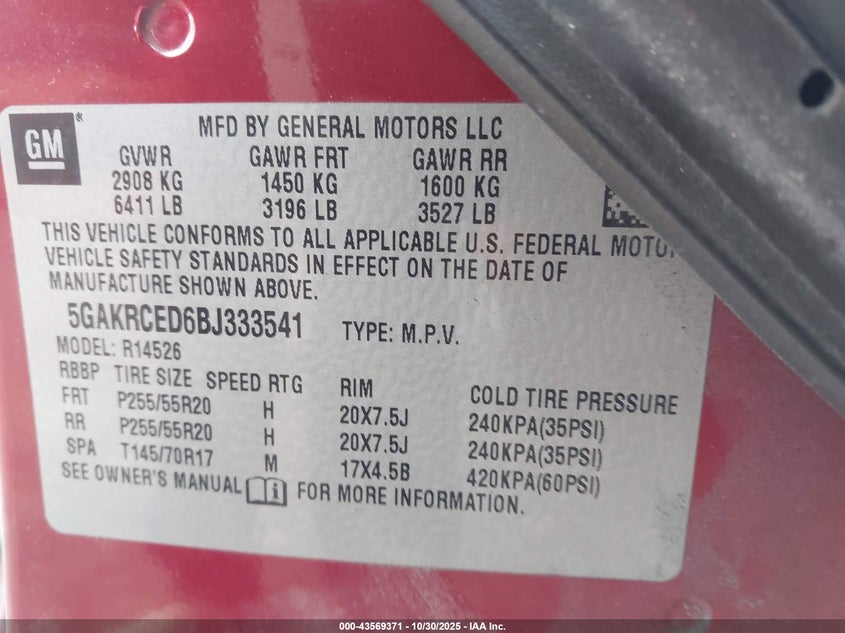 GM ®
MFD BY GENERAL MOTORS LLC
GVWR GAWR FRT GAWR RR
2908 KG 1450 KG 1600 KG
6411 LB 3196 LB 3527 LB
THIS VEHICLE CONFORMS TO ALL APPLICABLE U.S. FEDERAL MOTOR
VEHICLE SAFETY STANDARDS IN EFFECT ON THE DATE OF
MANUFACTURE SHOWN ABOVE.
5GAKRCED6BJ333541 TYPE: M.P.V.
MODEL: R14526
RBBP TIRE SIZE SPEED RTG RIM COLD TIRE PRESSURE
FRT P255/55R20 H 20X7.5J 240KPA(35PSI)
RR P255/55R20 H 20X7.5J 240KPA(35PSI)
SPA T145/70R17 M 17X4.5B 420KPA(60PSI)
SEE OWNER'S MANUAL i FOR MORE INFORMATION.
000-43569371 - 10/30/2025 - IAA Inc.